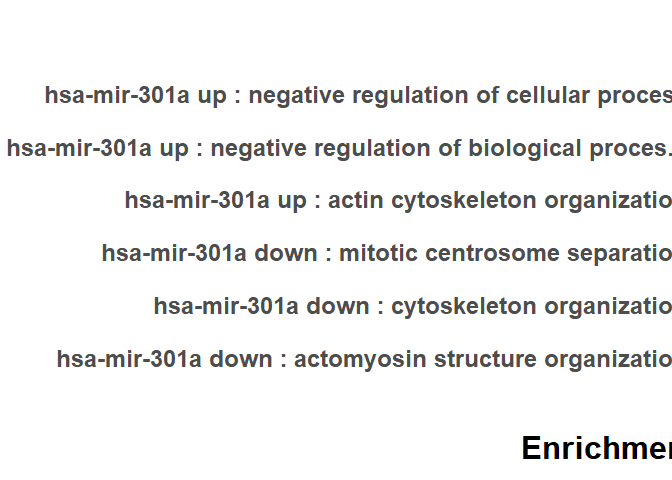 hsa-mir-301a up : negative regulation of cellular proces
hsa-mir-301a up : negative regulation of biological proces.
hsa-mir-301a up : actin cytoskeleton organizatio
hsa-mir-301a down : mitotic centrosome separatio
hsa-mir-301a down : cytoskeleton organizatio
hsa-mir-301a down : actomyosin structure organizatio
Enrichmen